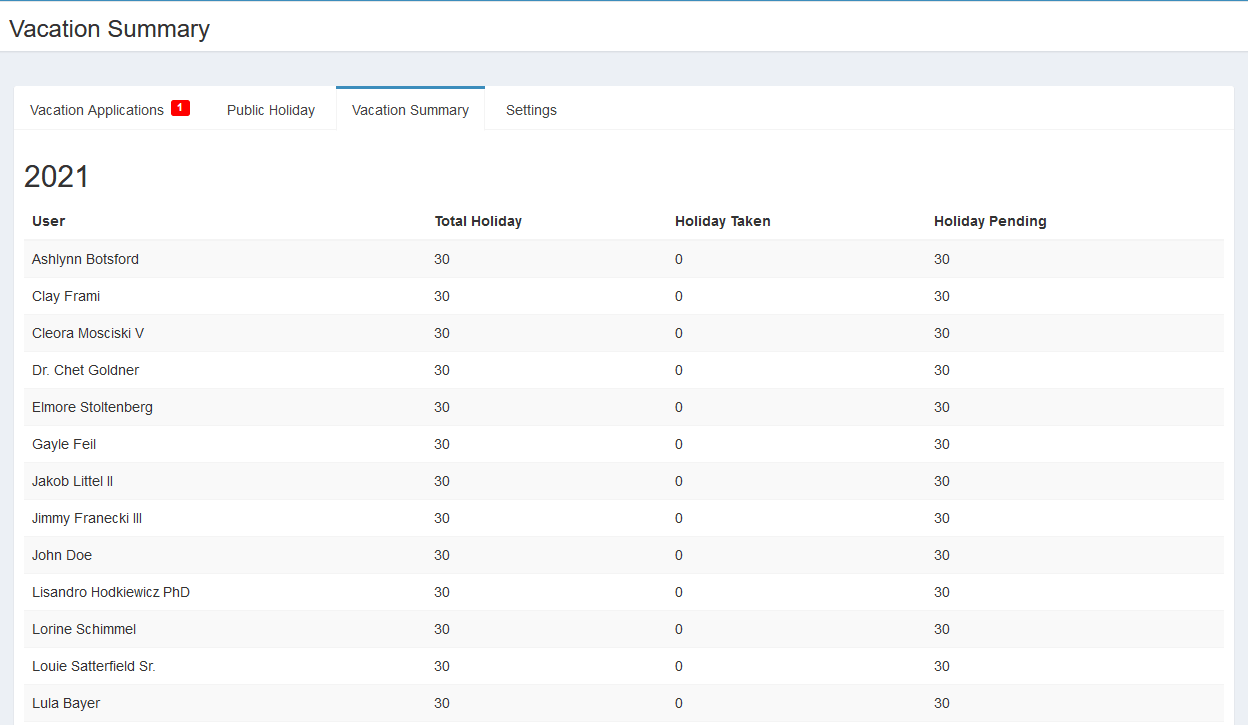 Vacation Summary
Vacation Applications 1 Public Holiday Vacation Summary Settings
2021
User Total Holiday Holiday Taken Holiday Pending
Ashlynn Botsford 30 0 30
Clay Frami 30 0 30
Cleora Mosciski V 30 0 30
Dr. Chet Goldner 30 0 30
Elmore Stoltenberg 30 0 30
Gayle Feil 30 0 30
Jakob Littel II 30 0 30
Jimmy Franecki III 30 0 30
John Doe 30 0 30
Lisandro Hodkiewicz PhD 30 0 30
Lorine Schimmel 30 0 30
Louie Satterfield Sr. 30 0 30
Lula Bayer 30 0 30